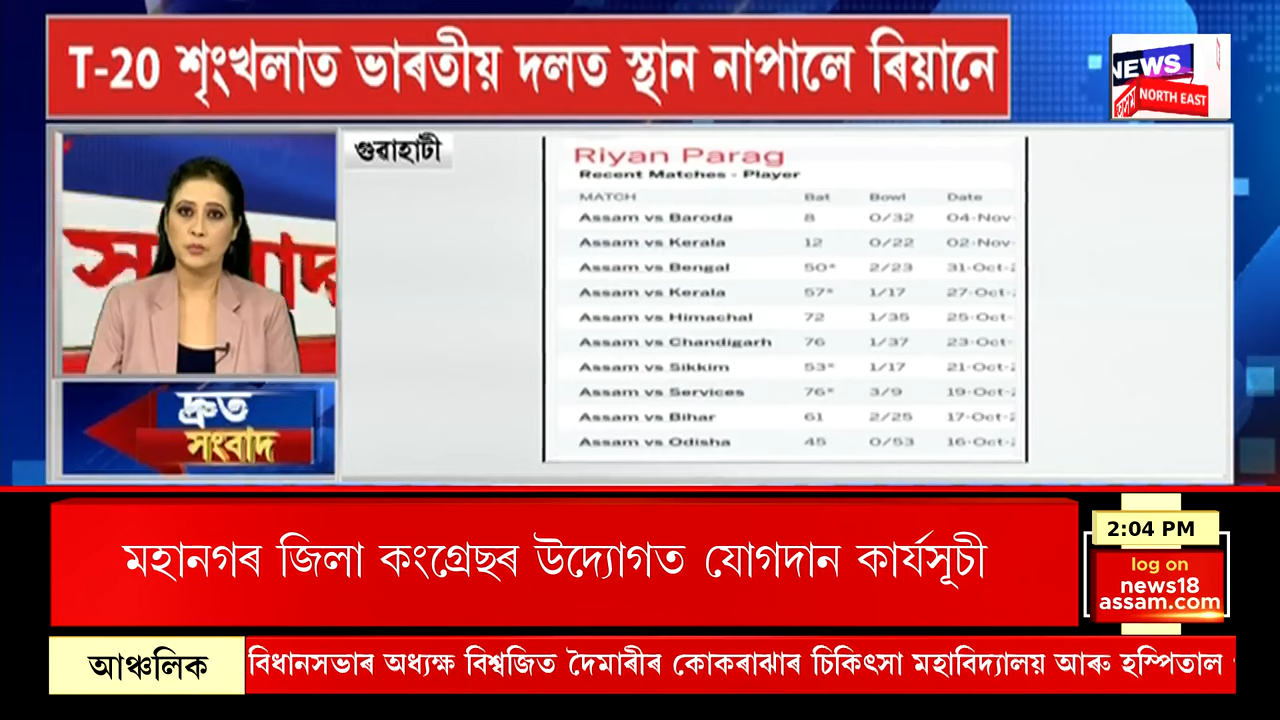 T-20 শৃংখলাত ভাৰতীয় দলত স্থান নাপালে ৰিয়ানে
NEWS
NORTH EAST
গুৱাহাটী
Riyan Parag
Recent Matches - Player
MATCH Bat Bowl Date
Assam vs Baroda 8 0/32 04-Nov-
Assam vs Kerala 12 0/22 02-Nov-
Assam vs Bengal 50* 2/23 31-Oct-2
Assam vs Kerala 57* 1/17 27-Oct-2
Assam vs Himachal 72 1/35 25-Oct-
Assam vs Chandigarh 76 1/37 23-Oct-
Assam vs Sikkim 53* 1/17 21-Oct-2
Assam vs Services 76* 3/9 19-Oct-2
Assam vs Bihar 61 2/25 17-Oct-2
Assam vs Odisha 45 0/53 16-Oct-2
দ্ৰুত
সংবাদ
মহানগৰ জিলা কংগ্ৰেছৰ উদ্যোগত যোগদান কাৰ্যসূচী
2:04 PM
log on
news18
assam.com
আঞ্চলিক
বিধানসভাৰ অধ্যক্ষ বিশ্বজিত দৈমাৰীৰ কোকৰাঝাৰ চিকিৎসা মহাবিদ্যালয় আৰু হস্পিতাল